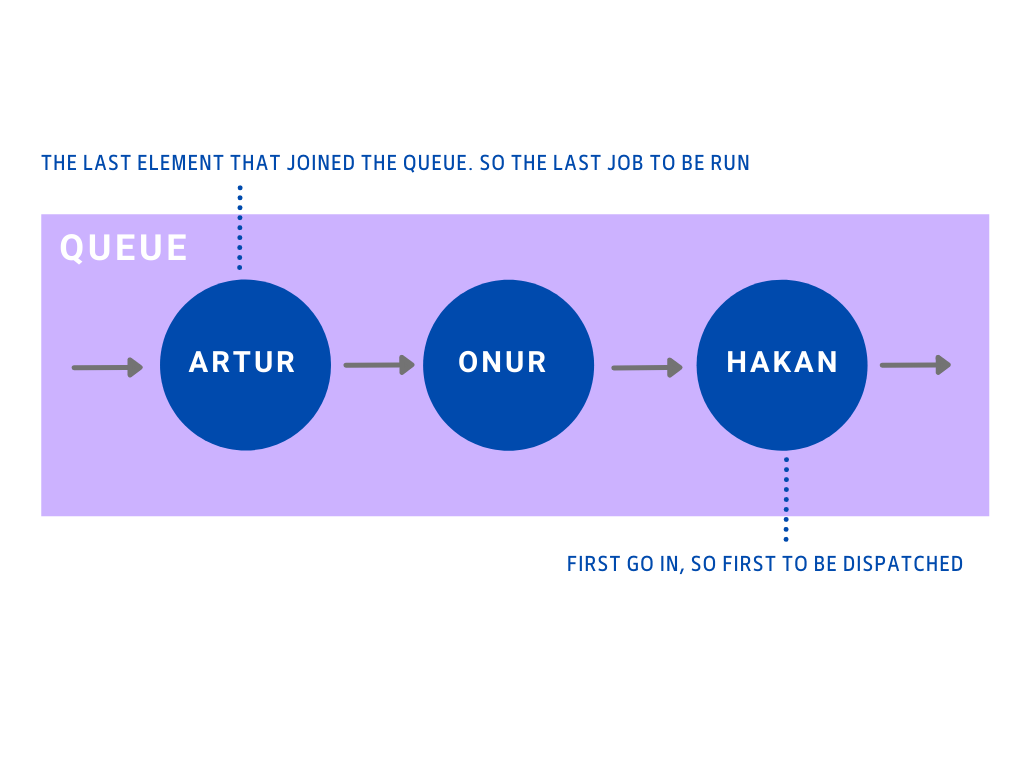 THE LAST ELEMENT THAT JOINED THE QUEUE. SO THE LAST JOB TO BE RUN
QUEUE
ARTUR
ONUR
HAKAN
FIRST GO IN, SO FIRST TO BE DISPATCHED